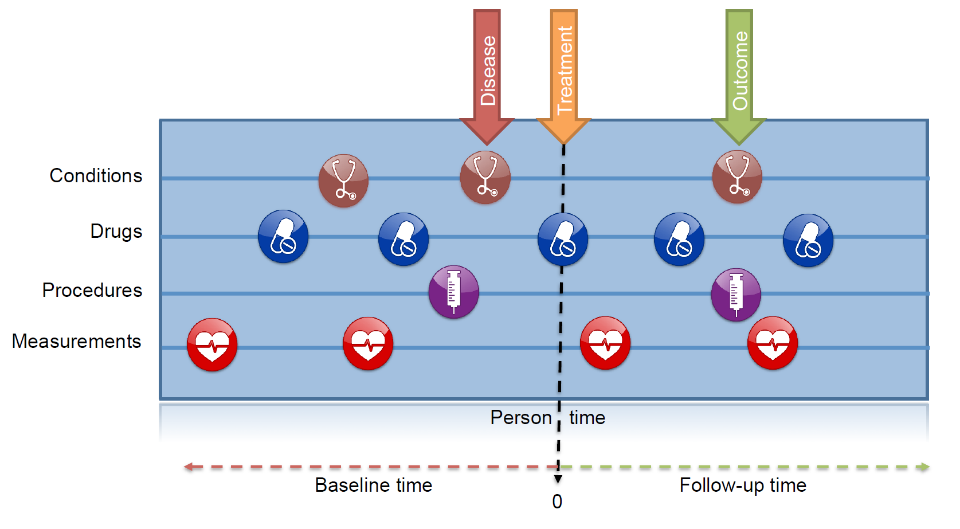 Disease
Treatment
Outcome
Conditions
Drugs
Procedures
Measurements
Person time
Baseline time
Follow-up time
0